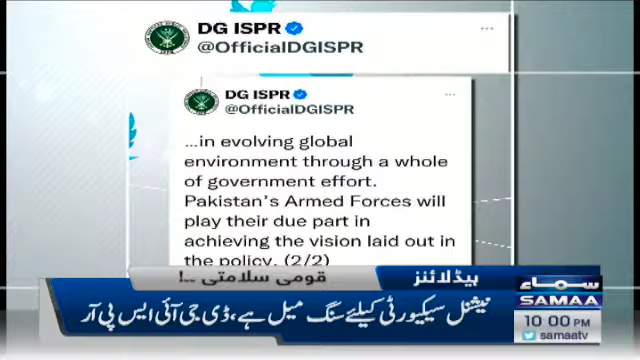 DG ISPR
@OfficialDGISPR
DG ISPR
@OfficialDGISPR
...in evolving global
environment through a whole
of government effort.
Pakistan's Armed Forces will
play their due part in
achieving the vision laid out in
the policy. (2/2)
قومی سلامتی ..!
ہیڈلائنز
نیشنل سیکیورٹی کیلئے سنگ میل ہے، ڈی جی آئی ایس پی آر
سماء
SAMAA
10:00 PM
samaatv